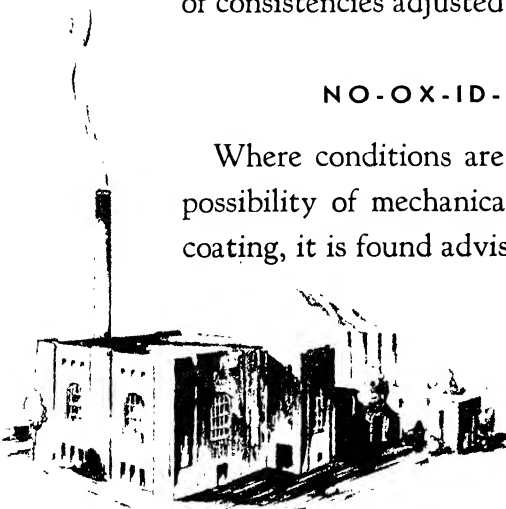 of consistencies adjusted
NO-OX-ID-
Where conditions are
possibility of mechanica
coating, it is found advis